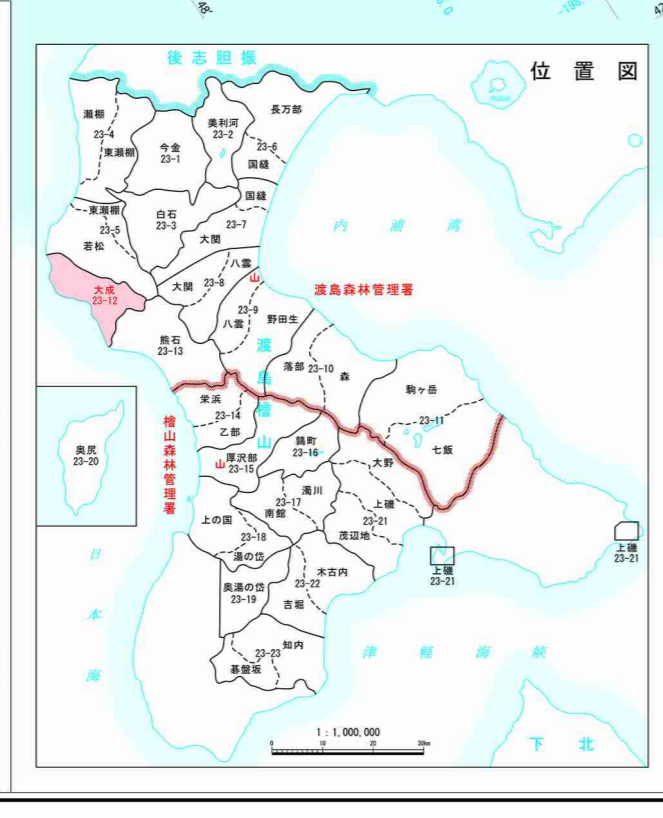 48′
位置図
後志胆振
瀬棚
23-4
東瀬棚
今金
23-1
美利河
23-2
長万部
23-6
国縫
国縫
東瀬棚
23-5
若松
白石
23-3
23-7
大関
内浦湾
大成
23-12
大関
23-8
八雲
山
23-9
八雲
野田生
渡島森林管理署
熊石
23-13
渡島檜山
落部
23-10
森
駒ヶ岳
23-11
七飯
栄浜
23-14
乙部
檜山森林管理署
奥尻
23-20
鶉町
23-16
山
厚沢部
23-15
大野
濁川
23-17
南館
上磯
23-21
茂辺地
上の国
23-18
湯の岱
上磯
23-21
上磯
23-21
奥湯の岱
23-19
木古内
23-22
吉堀
知内
23-23
碁盤坂
日本海
津軽海峡
下北
1:1,000,000
0 10 20 30km